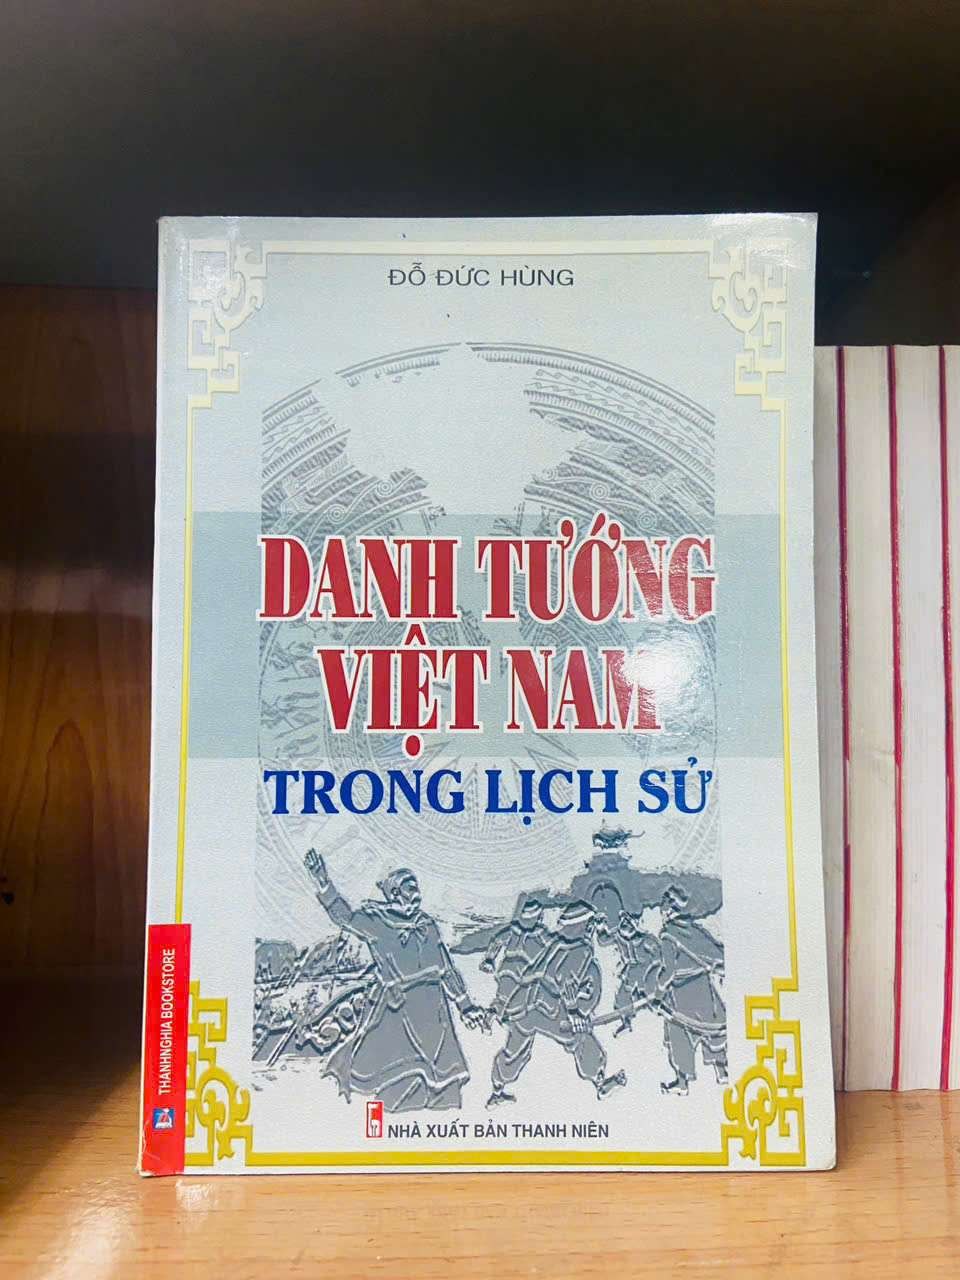 ĐỖ ĐỨC HÙNG
DANH TƯỚNG
VIỆT NAM
TRONG LỊCH SỬ
THANHNGHIA BOOKSTORE
NHÀ XUẤT BẢN THANH NIÊN